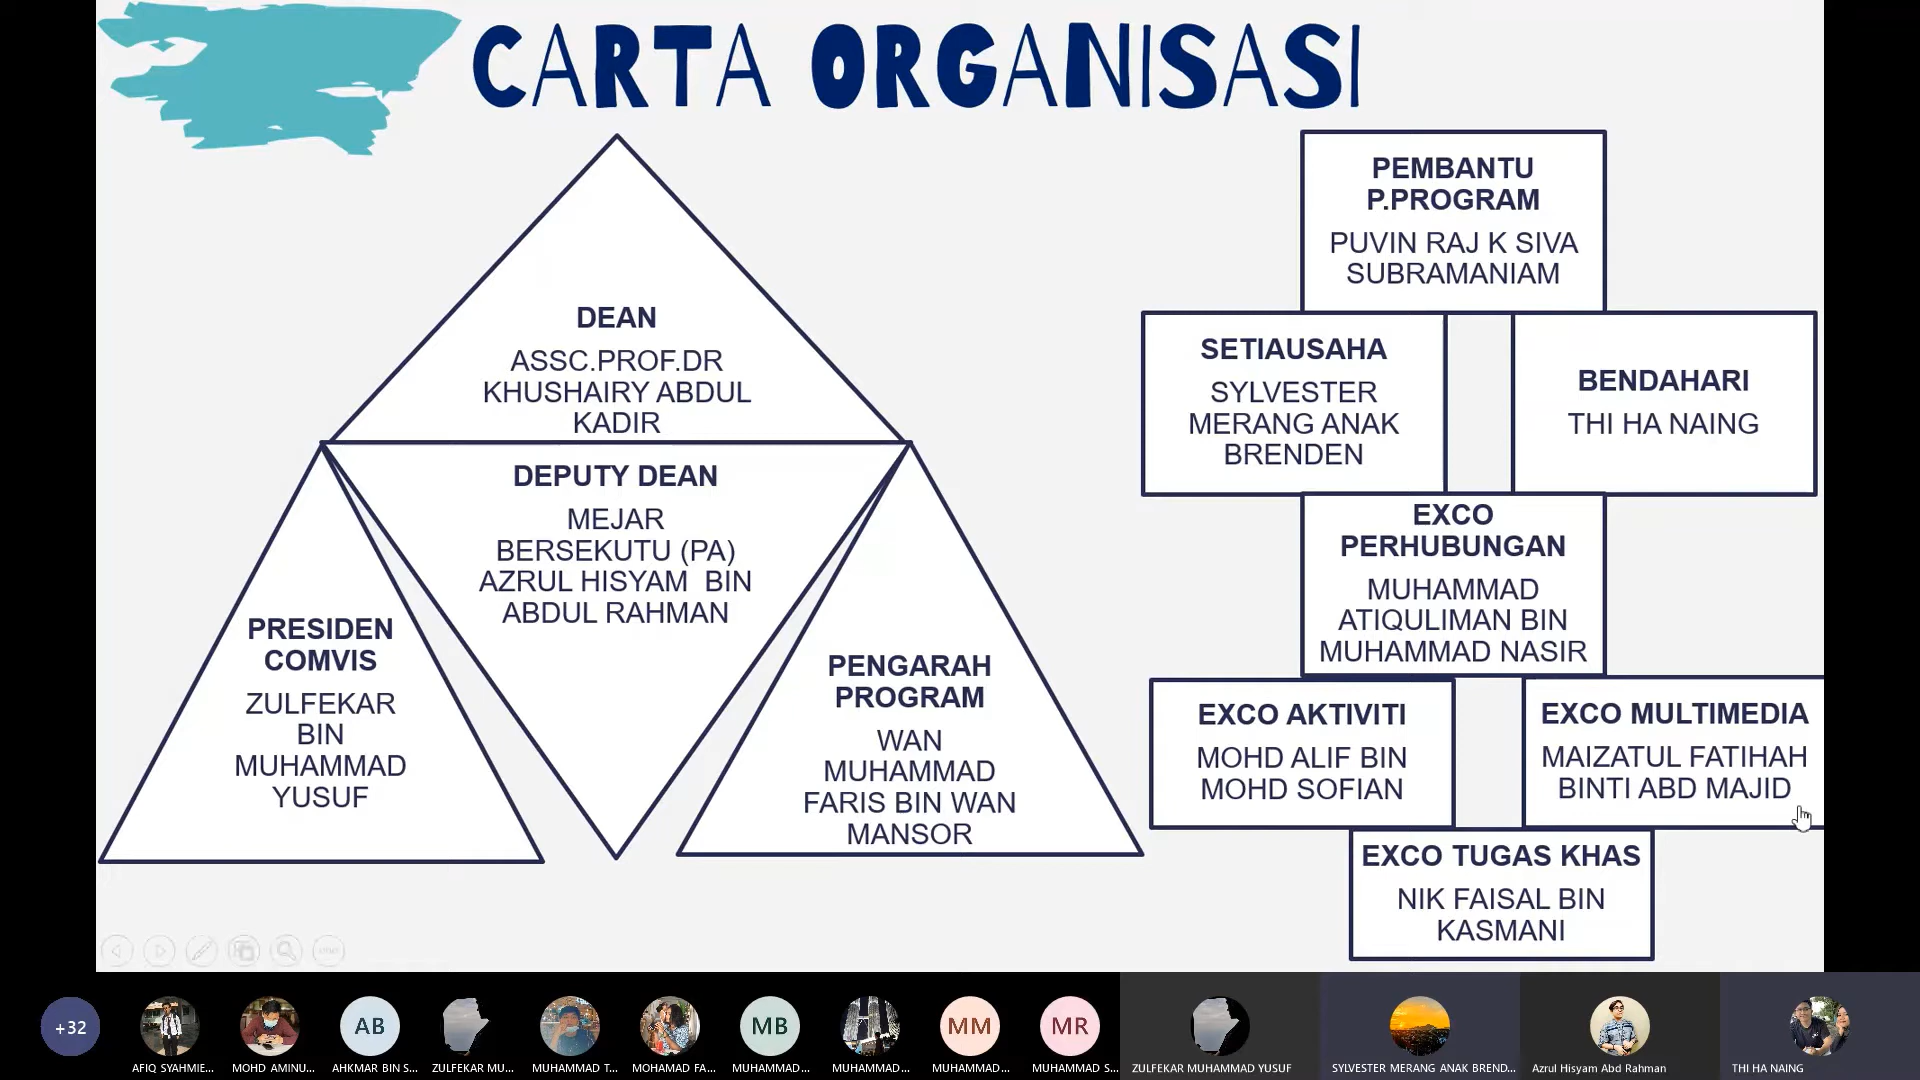 CARTA ORGANISASI
DEAN
ASSC.PROF.DR
KHUSHAIRY ABDUL
KADIR
DEPUTY DEAN
MEJAR
BERSEKUTU (PA)
AZRUL HISYAM  BIN
ABDUL RAHMAN
PRESIDEN
COMVIS
ZULFEKAR
BIN
MUHAMMAD
YUSUF
PENGARAH
PROGRAM
WAN
MUHAMMAD
FARIS BIN WAN
MANSOR
PEMBANTU
P.PROGRAM
PUVIN RAJ K SIVA
SUBRAMANIAM
SETIAUSAHA
SYLVESTER
MERANG ANAK
BRENDEN
BENDAHARI
THI HA NAING
EXCO
PERHUBUNGAN
MUHAMMAD
ATIQULIMAN BIN
MUHAMMAD NASIR
EXCO AKTIVITI
MOHD ALIF BIN
MOHD SOFIAN
EXCO MULTIMEDIA
MAIZATUL FATIHAH
BINTI ABD MAJID
EXCO TUGAS KHAS
NIK FAISAL BIN
KASMANI
+32
AFIQ SYAHMIE...
MOHD AMINU...
AB
AHKMAR BIN S...
ZULFEKAR MU...
MUHAMMAD T...
MOHAMAD FA...
MB
MUHAMMAD...
MUHAMMAD...
MM
MUHAMMAD...
MR
MUHAMMAD S...
ZULFEKAR MUHAMMAD YUSUF
SYLVESTER MERANG ANAK BREND...
Azrul Hisyam Abd Rahman
THI HA NAING